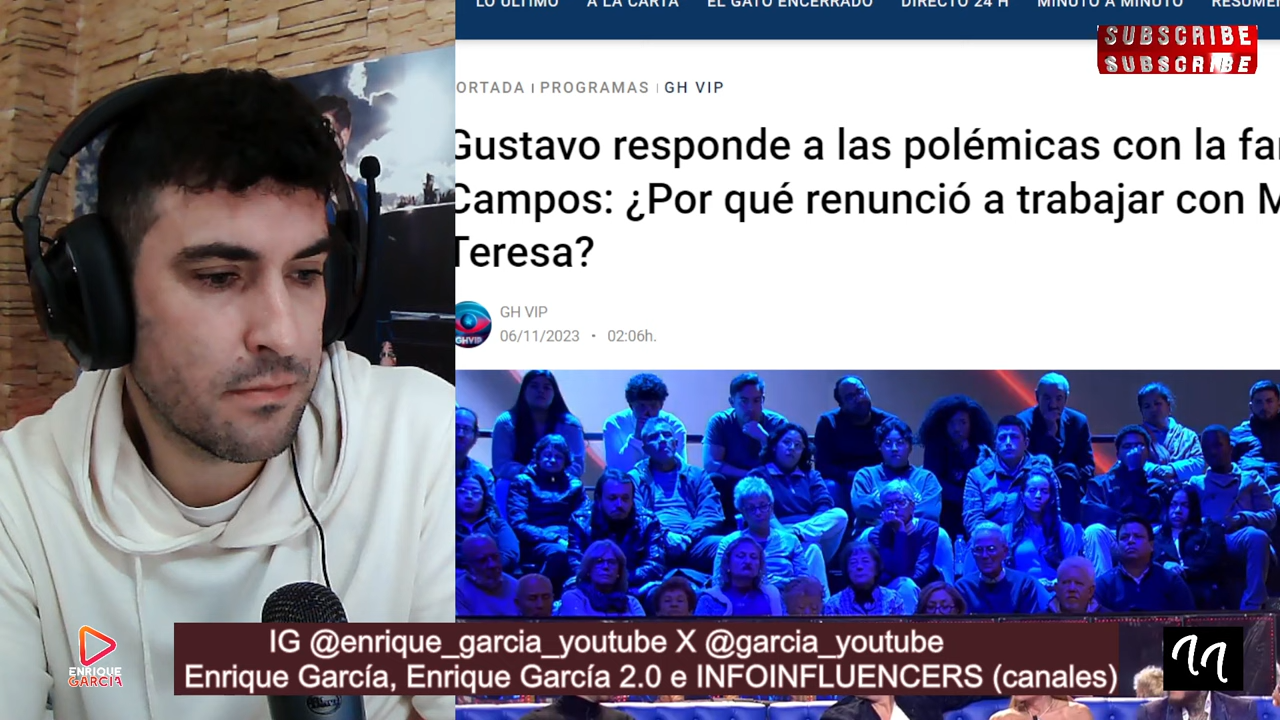 LO ÚLTIMO A LA CARTA EL GATO ENCERRADO DIRECTO 24 H MINUTO A MINUTO
SUBSCRIBE
SUBSCRIBE
ORTADA | PROGRAMAS | GH VIP
Gustavo responde a las polémicas con la
Campos: ¿Por qué renunció a trabajar con
Teresa?
GH VIP
06/11/2023 • 02:06h.
GHVIP
IG @enrique_garcia_youtube X @garcia_youtube
Enrique García, Enrique García 2.0 e INFOINFLUENCERS (canales)
ENRIQUE
GARCÍA